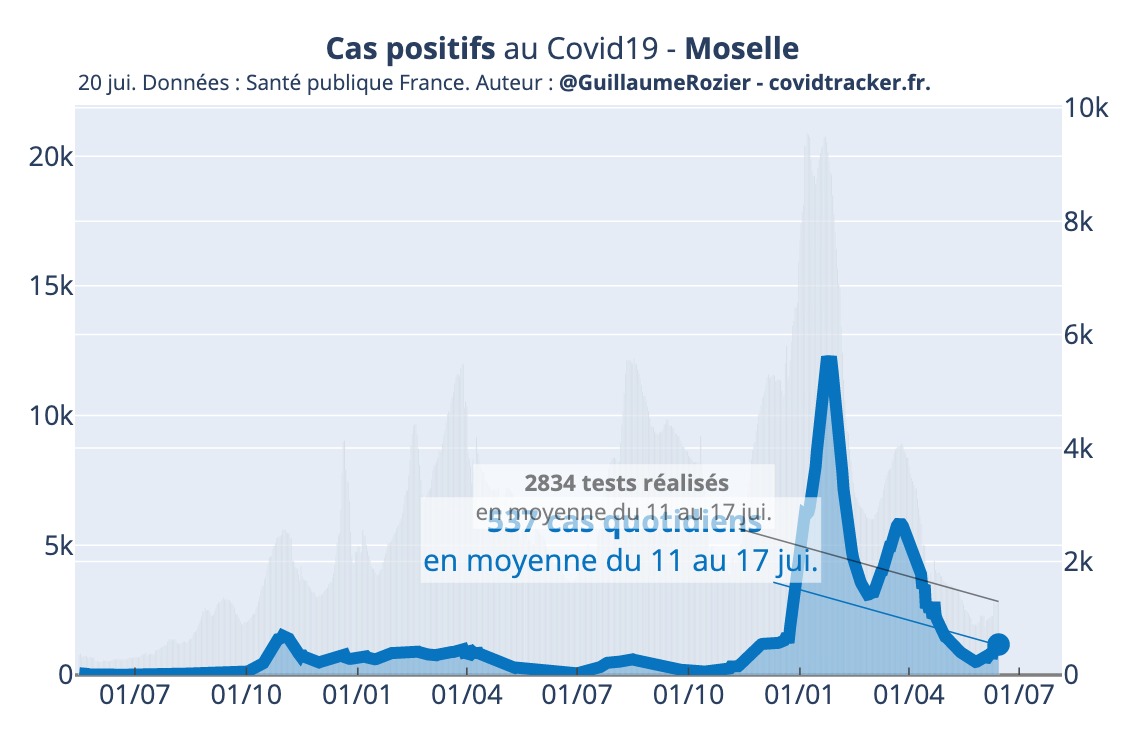 Cas positifs au Covid19 - Moselle
20 jui. Données : Santé publique France. Auteur : @GuillaumeRozier - covidtracker.fr.
10k
20k
8k
15k
6k
10k
4k
2834 tests réalisés
en moyenne du 11 au 17 jui.
537 cas quotidiens
5k
en moyenne du 11 au 17 jui.
2k
0
0
01/07 01/10 01/01 01/04 01/07 01/10 01/01 01/04 01/07